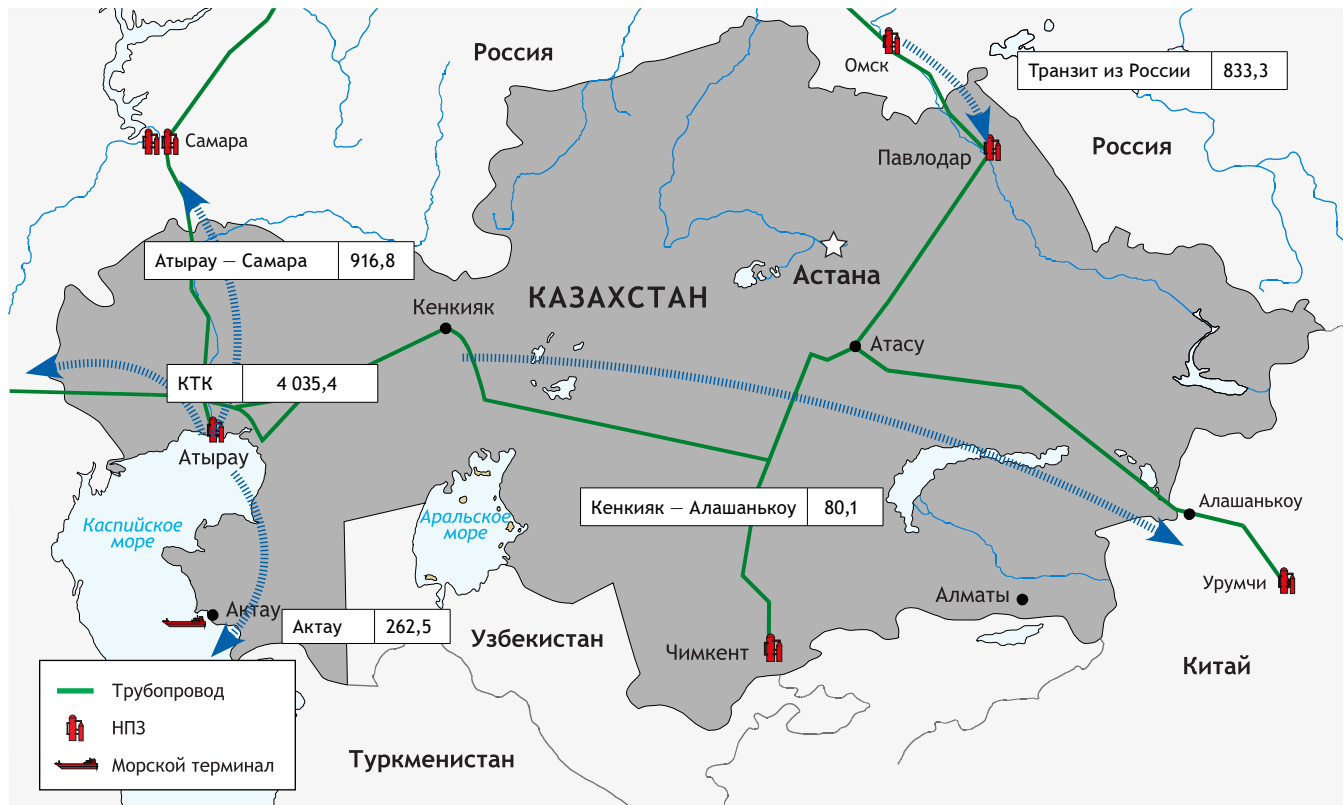 Россия
Омск
Транзит из России 833,3
Самара
Павлодар
Россия
Атырау — Самара 916,8
Астана
КАЗАХСТАН
Кенкияк
Атасу
КТК 4 035,4
Атырау
Кенкияк — Алашанькоу 80,1
Алашанькоу
Каспийское
море
Аральское
море
Урумчи
Алматы
Актау
Актау 262,5
Узбекистан
Чимкент
Китай
Трубопровод
НПЗ
Морской терминал
Туркменистан